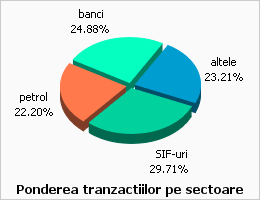 banci
24.88%
altele
23.21%
petrol
22.20%
SIF-uri
29.71%
Ponderea tranzactiilor pe sectoare